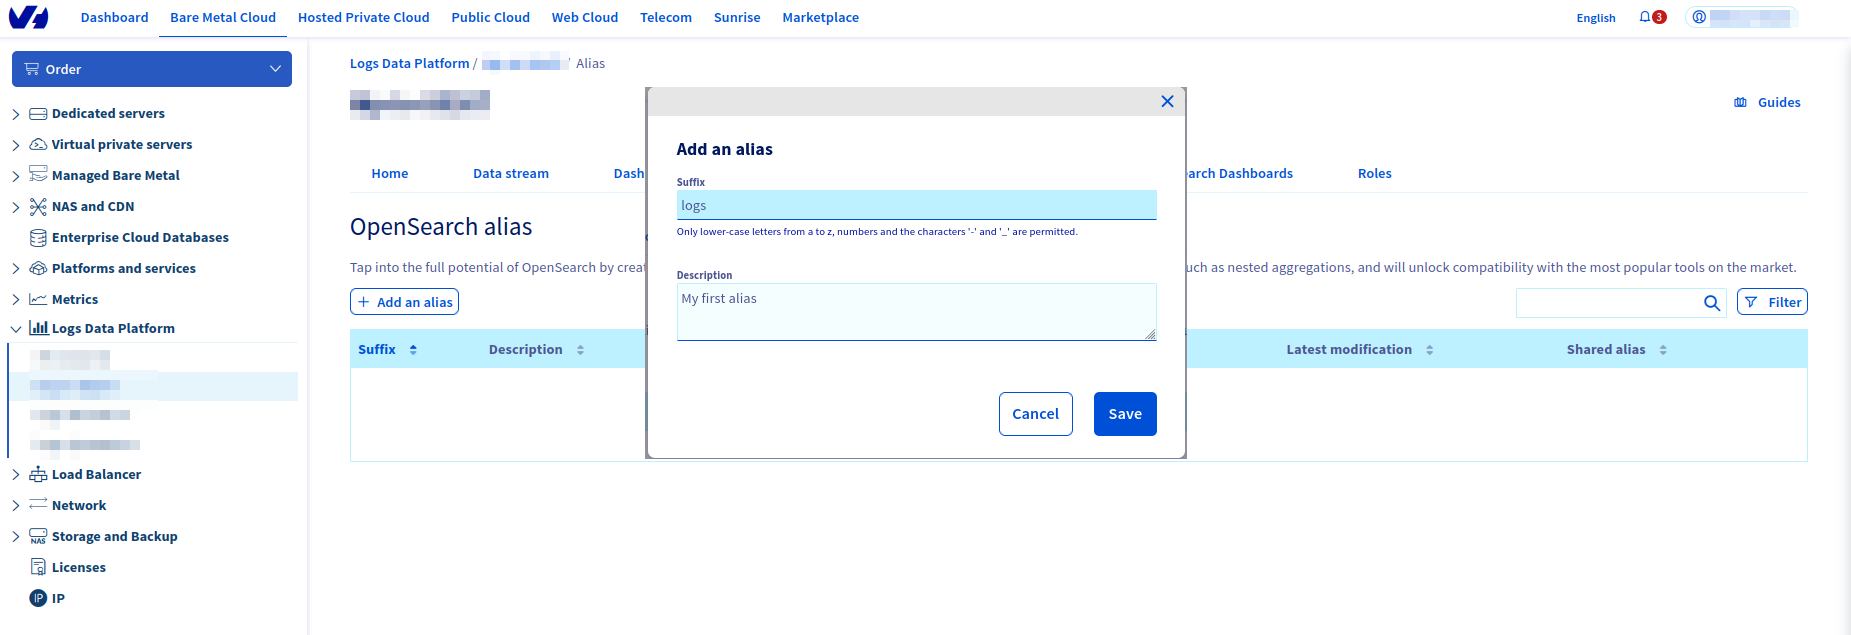 Dashboard Bare Metal Cloud Hosted Private Cloud Public Cloud Web Cloud Telecom Sunrise Marketplace English 3
Order
Dedicated servers
Virtual private servers
Managed Bare Metal
NAS and CDN
Enterprise Cloud Databases
Platforms and services
Metrics
Logs Data Platform
Load Balancer
Network
NAS
Storage and Backup
Licenses
IP IP
Logs Data Platform / / Alias
Guides
Home Data stream Dash arch Dashboards Roles
OpenSearch alias
Tap into the full potential of OpenSearch by crea uch as nested aggregations, and will unlock compatibility with the most popular tools on the market.
+ Add an alias Filter
Suffix Description Latest modification Shared alias
Add an alias
Suffix
logs
Only lower-case letters from a to z, numbers and the characters '-' and '_' are permitted.
Description
My first alias
Cancel Save